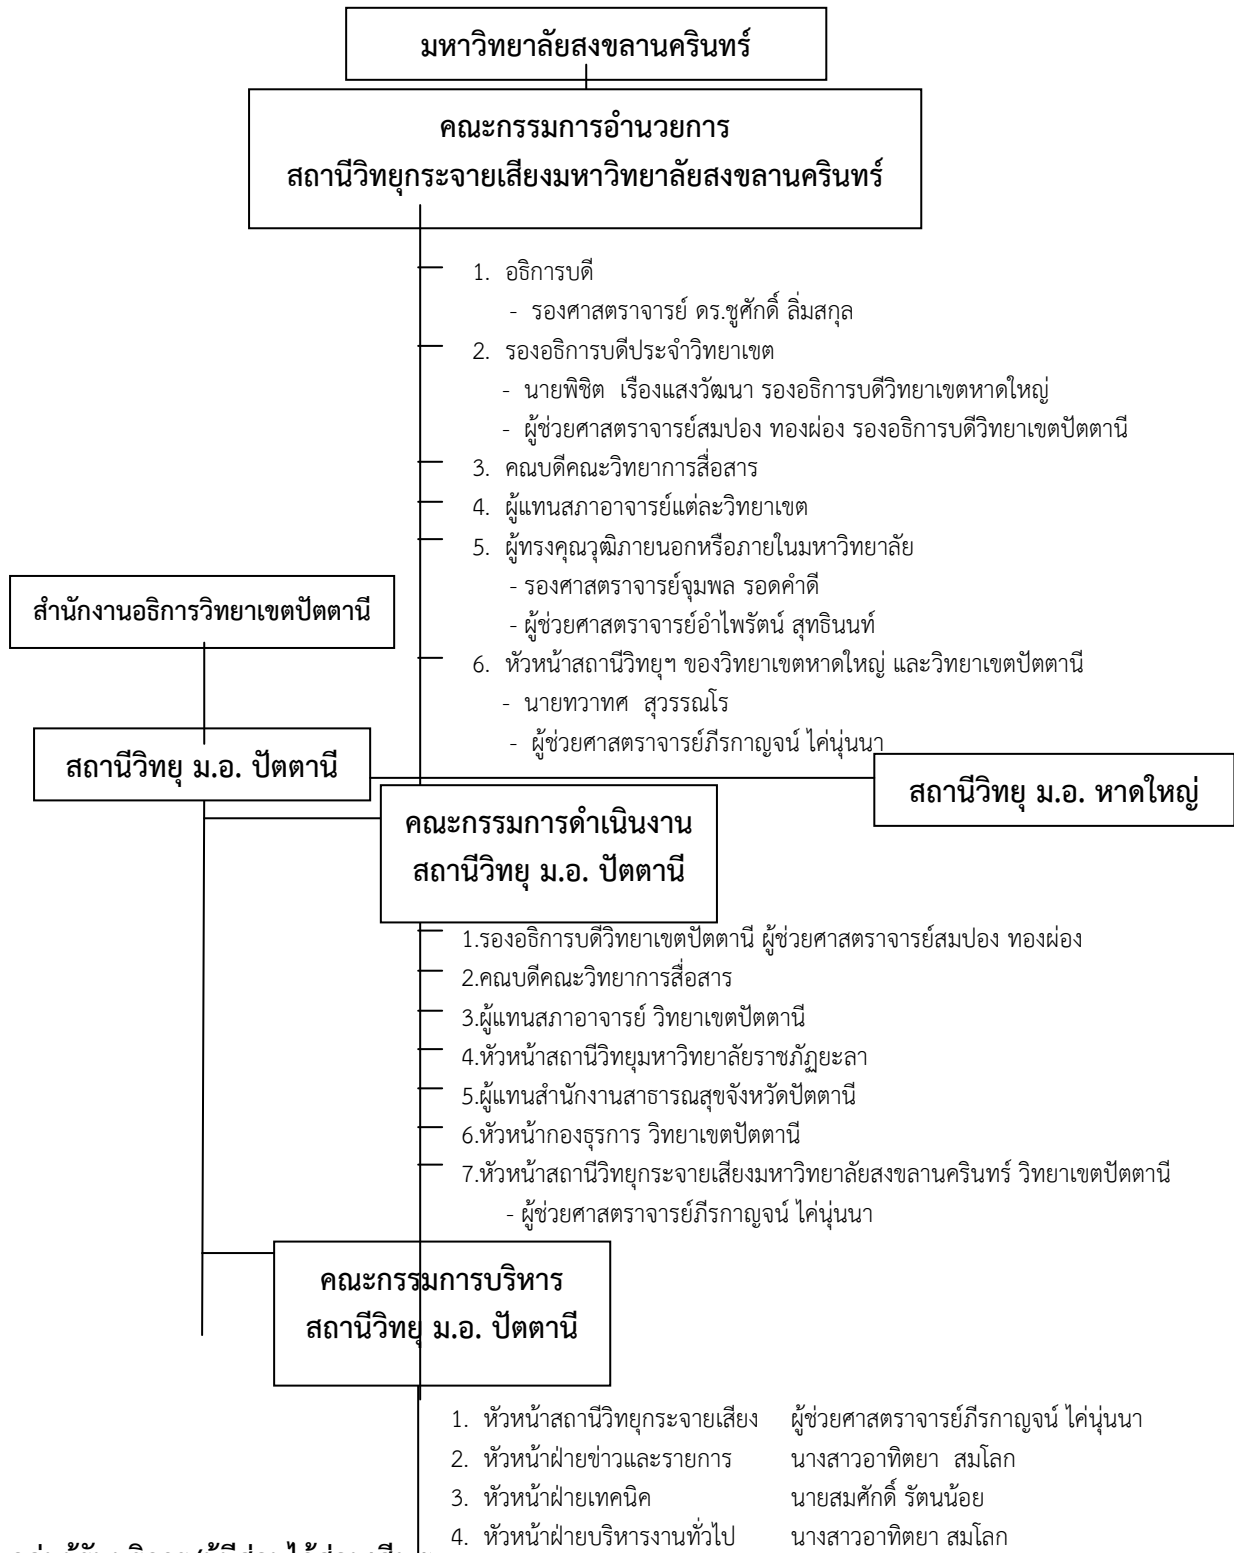 มหาวิทยาลัยสงขลานครินทร์
คณะกรรมการอำนวยการ
สถานีวิทยุกระจายเสียงมหาวิทยาลัยสงขลานครินทร์
1. อธิการบดี
- รองศาสตราจารย์ ดร.ชูศักดิ์ ลิ่มสกุล
2. รองอธิการบดีประจำวิทยาเขต
- นายพิชิต เรืองแสงวัฒนา รองอธิการบดีวิทยาเขตหาดใหญ่
- ผู้ช่วยศาสตราจารย์สมปอง ทองผ่อง รองอธิการบดีวิทยาเขตปัตตานี
3. คณบดีคณะวิทยาการสื่อสาร
4. ผู้แทนสภาอาจารย์แต่ละวิทยาเขต
5. ผู้ทรงคุณวุฒิภายนอกหรือภายในมหาวิทยาลัย
- รองศาสตราจารย์จุมพล รอดคำดี
- ผู้ช่วยศาสตราจารย์อำไพรัตน์ สุทธินนท์
6. หัวหน้าสถานีวิทยุฯ ของวิทยาเขตหาดใหญ่ และวิทยาเขตปัตตานี
- นายทวาทศ สุวรรณโร
- ผู้ช่วยศาสตราจารย์ภีรกาญจน์ ไค่นุ่นนา
สำนักงานอธิการวิทยาเขตปัตตานี
สถานีวิทยุ ม.อ. ปัตตานี
สถานีวิทยุ ม.อ. หาดใหญ่
คณะกรรมการดำเนินงาน
สถานีวิทยุ ม.อ. ปัตตานี
1.รองอธิการบดีวิทยาเขตปัตตานี ผู้ช่วยศาสตราจารย์สมปอง ทองผ่อง
2.คณบดีคณะวิทยาการสื่อสาร
3.ผู้แทนสภาอาจารย์ วิทยาเขตปัตตานี
4.หัวหน้าสถานีวิทยุมหาวิทยาลัยราชภัฏยะลา
5.ผู้แทนสำนักงานสาธารณสุขจังหวัดปัตตานี
6.หัวหน้ากองธุรการ วิทยาเขตปัตตานี
7.หัวหน้าสถานีวิทยุกระจายเสียงมหาวิทยาลัยสงขลานครินทร์ วิทยาเขตปัตตานี
- ผู้ช่วยศาสตราจารย์ภีรกาญจน์ ไค่นุ่นนา
คณะกรรมการบริหาร
สถานีวิทยุ ม.อ. ปัตตานี
1. หัวหน้าสถานีวิทยุกระจายเสียง ผู้ช่วยศาสตราจารย์ภีรกาญจน์ ไค่นุ่นนา
2. หัวหน้าฝ่ายข่าวและรายการ นางสาวอาทิตยา สมโลก
3. หัวหน้าฝ่ายเทคนิค นายสมศักดิ์ รัตนน้อย
4. หัวหน้าฝ่ายบริหารงานทั่วไป นางสาวอาทิตยา สมโลก